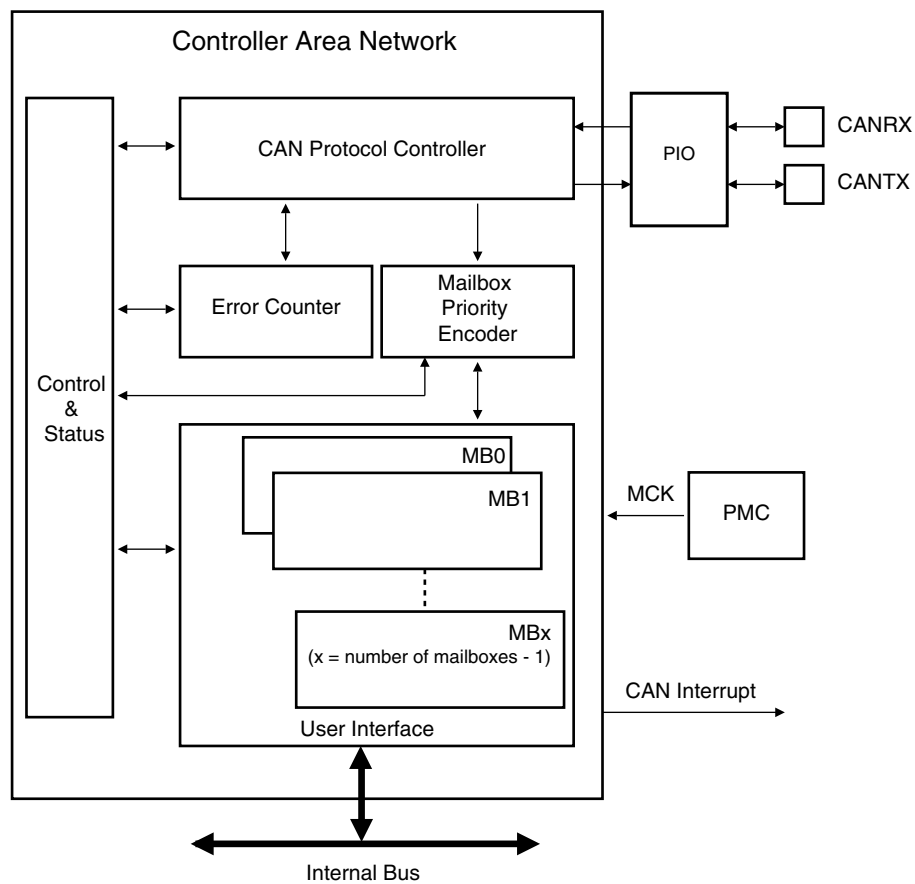 Controller Area Network
CAN Protocol Controller
PIO
CANRX
CANTX
Error Counter
Mailbox
Priority
Encoder
Control
&
Status
MB0
MB1
MCK
PMC
MBx
(x = number of mailboxes - 1)
CAN Interrupt
User Interface
Internal Bus